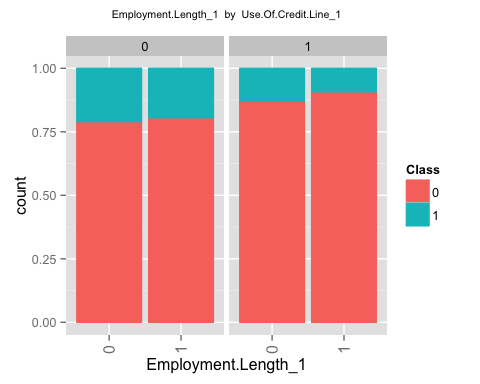 Employment.Length_1 by Use.Of.Credit.Line_1
0 1
1.00
0.75
0.50
0.25
0.00
count
0 1 0 1
Employment.Length_1
Class
0
1